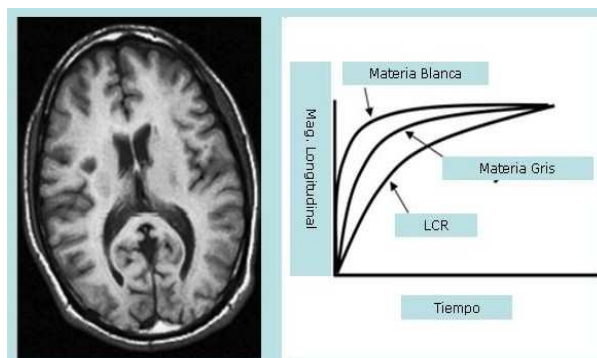 Materia Blanca
Mag. Longitudinal
Materia Gris
LCR
Tiempo